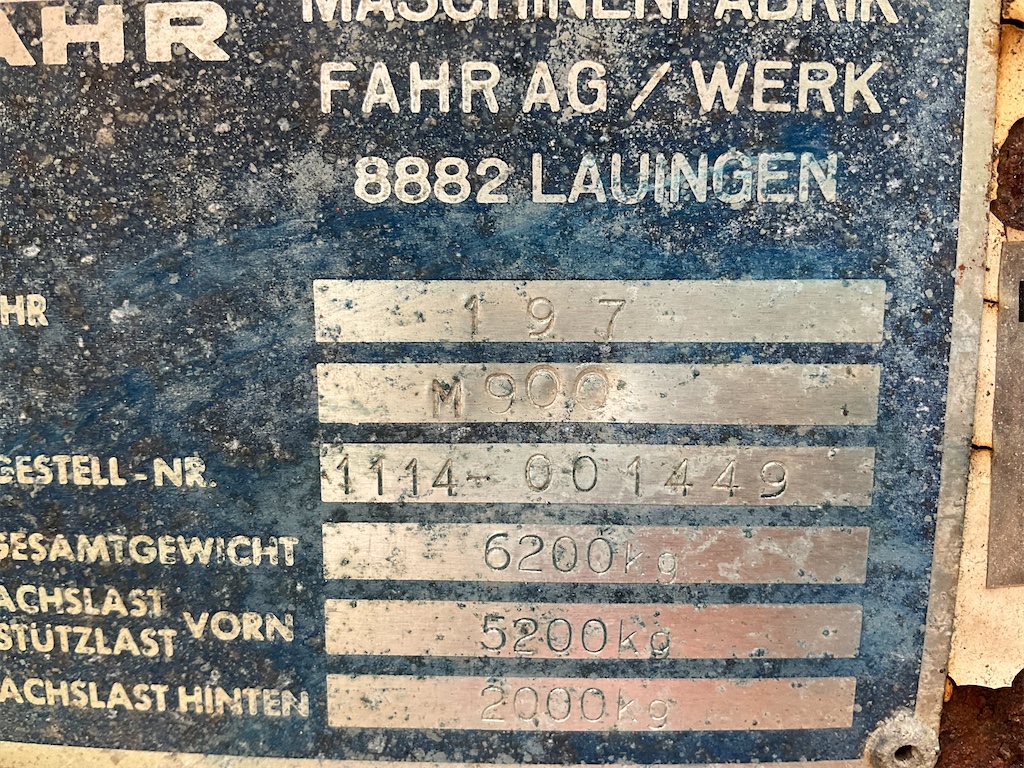 AHR
MASCHINENFABRIK
FAHR AG / WERK
8882 LAUINGEN
HR 197
M900
GESTELL-NR. 1114-001449
GESAMTGEWICHT 6200kg
ACHSLAST
STÜTZLAST VORN 5200kg
ACHSLAST HINTEN 2000kg